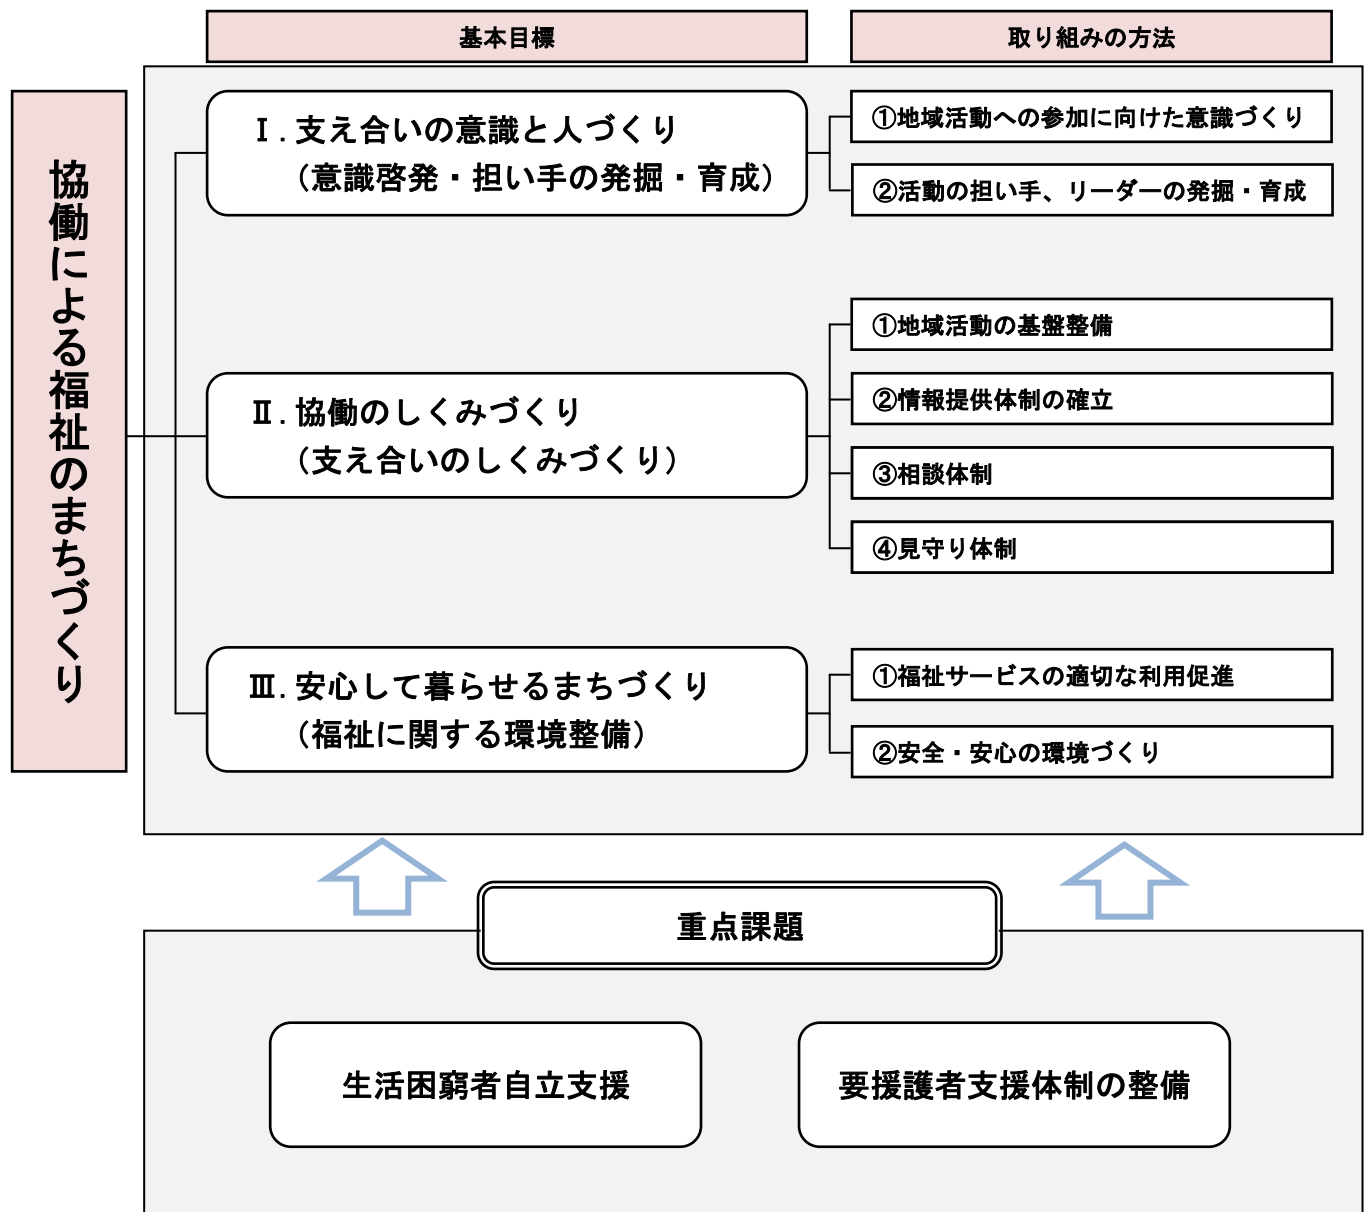 基本目標
取り組みの方法
協働による福祉のまちづくり
Ⅰ.支え合いの意識と人づくり
（意識啓発・担い手の発掘・育成）
①地域活動への参加に向けた意識づくり
②活動の担い手、リーダーの発掘・育成
Ⅱ.協働のしくみづくり
（支え合いのしくみづくり）
①地域活動の基盤整備
②情報提供体制の確立
③相談体制
④見守り体制
Ⅲ.安心して暮らせるまちづくり
（福祉に関する環境整備）
①福祉サービスの適切な利用促進
②安全・安心の環境づくり
重点課題
生活困窮者自立支援
要援護者支援体制の整備